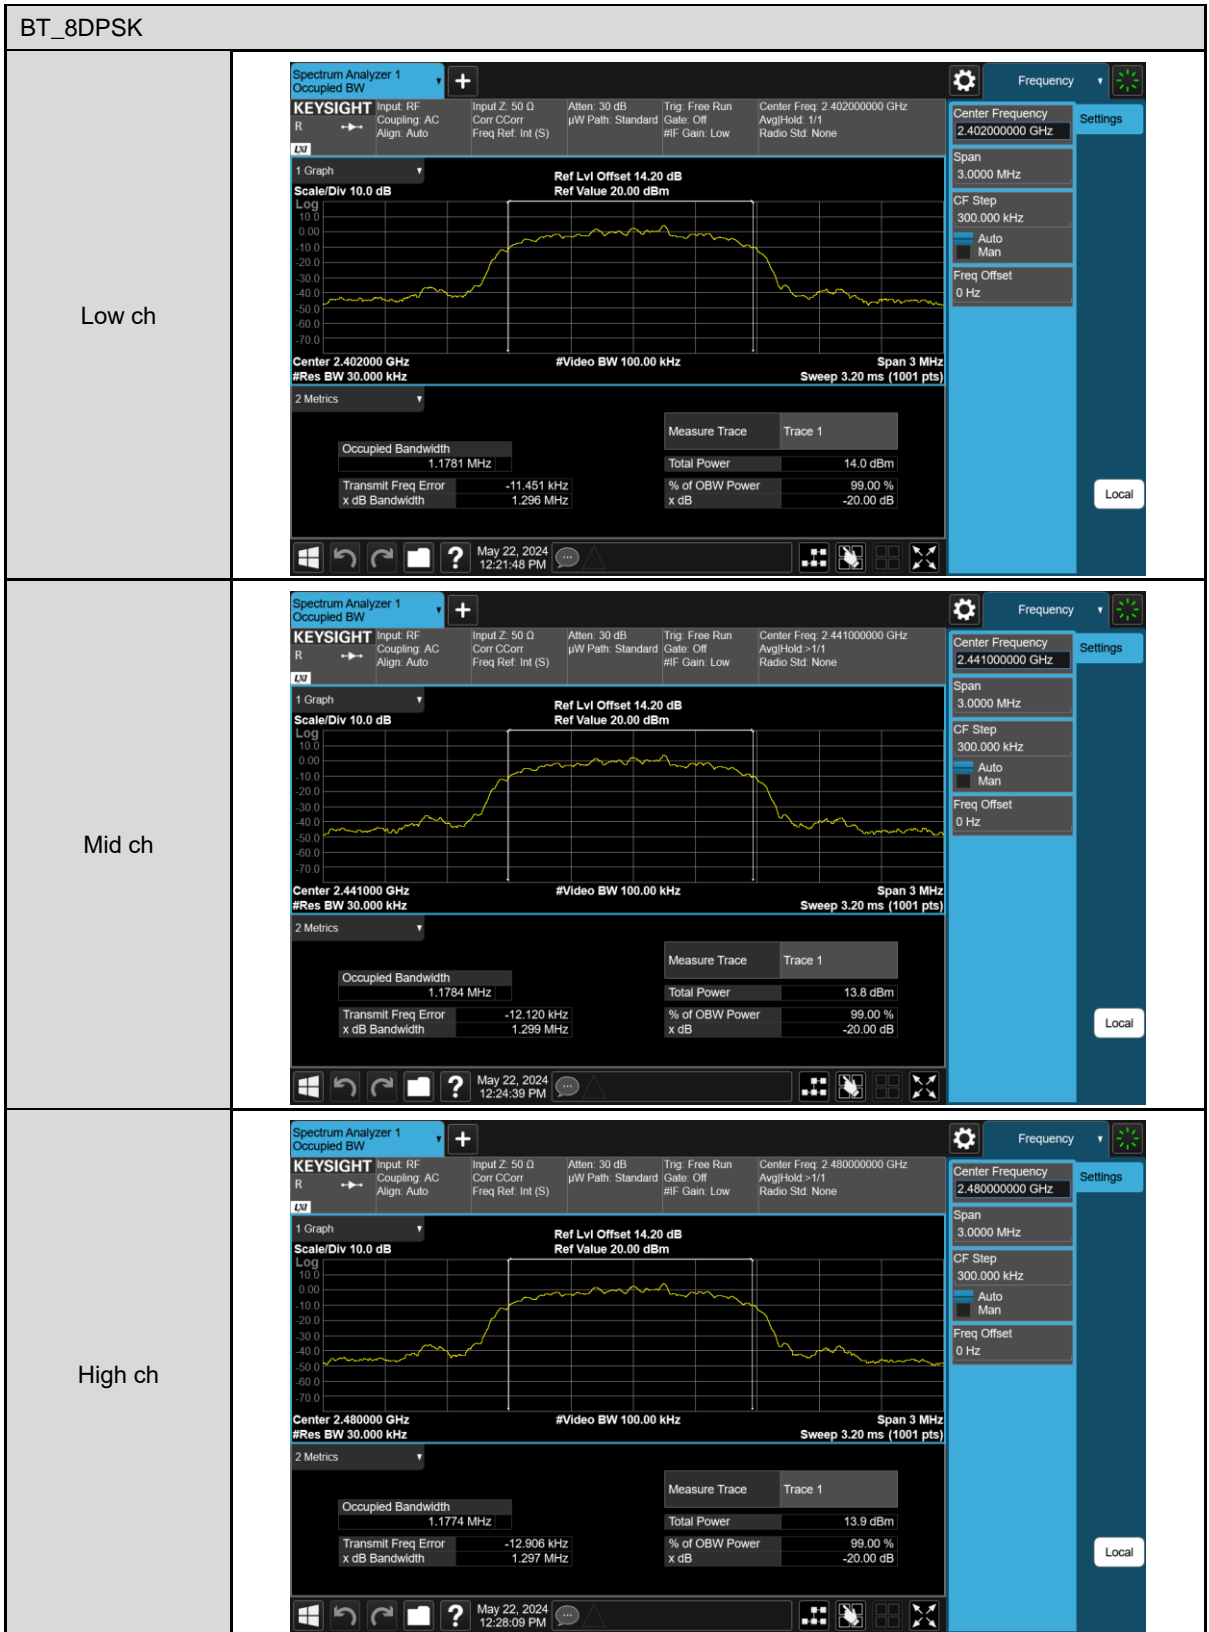 BT_8DPSK
Low ch
Spectrum Analyzer 1
Occupied BW
Frequency
KEYSIGHT
R
LXI
Input: RF
Coupling: AC
Align: Auto
Input Z: 50 Ω
Corr CCorr
Freq Ref: Int (S)
Atten: 30 dB
µW Path: Standard
Trig: Free Run
Gate: Off
#IF Gain: Low
Center Freq: 2.402000000 GHz
Avg|Hold: 1/1
Radio Std: None
Center Frequency
2.402000000 GHz
Settings
Span
3.0000 MHz
CF Step
300.000 kHz
Auto
Man
Freq Offset
0 Hz
Local
1 Graph
Scale/Div 10.0 dB
Ref Lvl Offset 14.20 dB
Ref Value 20.00 dBm
Log
10.0
0.00
-10.0
-20.0
-30.0
-40.0
-50.0
-60.0
-70.0
Center 2.402000 GHz
#Res BW 30.000 kHz
#Video BW 100.00 kHz
Span 3 MHz
Sweep 3.20 ms (1001 pts)
2 Metrics
Measure Trace Trace 1
Occupied Bandwidth
1.1781 MHz
Total Power 14.0 dBm
Transmit Freq Error -11.451 kHz
x dB Bandwidth 1.296 MHz
% of OBW Power 99.00 %
x dB -20.00 dB
?
May 22, 2024
12:21:48 PM
Mid ch
Spectrum Analyzer 1
Occupied BW
Frequency
KEYSIGHT
R
LXI
Input: RF
Coupling: AC
Align: Auto
Input Z: 50 Ω
Corr CCorr
Freq Ref: Int (S)
Atten: 30 dB
µW Path: Standard
Trig: Free Run
Gate: Off
#IF Gain: Low
Center Freq: 2.441000000 GHz
Avg|Hold:>1/1
Radio Std: None
Center Frequency
2.441000000 GHz
Settings
Span
3.0000 MHz
CF Step
300.000 kHz
Auto
Man
Freq Offset
0 Hz
Local
1 Graph
Scale/Div 10.0 dB
Ref Lvl Offset 14.20 dB
Ref Value 20.00 dBm
Log
10.0
0.00
-10.0
-20.0
-30.0
-40.0
-50.0
-60.0
-70.0
Center 2.441000 GHz
#Res BW 30.000 kHz
#Video BW 100.00 kHz
Span 3 MHz
Sweep 3.20 ms (1001 pts)
2 Metrics
Measure Trace Trace 1
Occupied Bandwidth
1.1784 MHz
Total Power 13.8 dBm
Transmit Freq Error -12.120 kHz
x dB Bandwidth 1.299 MHz
% of OBW Power 99.00 %
x dB -20.00 dB
?
May 22, 2024
12:24:39 PM
High ch
Spectrum Analyzer 1
Occupied BW
Frequency
KEYSIGHT
R
LXI
Input: RF
Coupling: AC
Align: Auto
Input Z: 50 Ω
Corr CCorr
Freq Ref: Int (S)
Atten: 30 dB
µW Path: Standard
Trig: Free Run
Gate: Off
#IF Gain: Low
Center Freq: 2.480000000 GHz
Avg|Hold:>1/1
Radio Std: None
Center Frequency
2.480000000 GHz
Settings
Span
3.0000 MHz
CF Step
300.000 kHz
Auto
Man
Freq Offset
0 Hz
Local
1 Graph
Scale/Div 10.0 dB
Ref Lvl Offset 14.20 dB
Ref Value 20.00 dBm
Log
10.0
0.00
-10.0
-20.0
-30.0
-40.0
-50.0
-60.0
-70.0
Center 2.480000 GHz
#Res BW 30.000 kHz
#Video BW 100.00 kHz
Span 3 MHz
Sweep 3.20 ms (1001 pts)
2 Metrics
Measure Trace Trace 1
Occupied Bandwidth
1.1774 MHz
Total Power 13.9 dBm
Transmit Freq Error -12.906 kHz
x dB Bandwidth 1.297 MHz
% of OBW Power 99.00 %
x dB -20.00 dB
?
May 22, 2024
12:28:09 PM